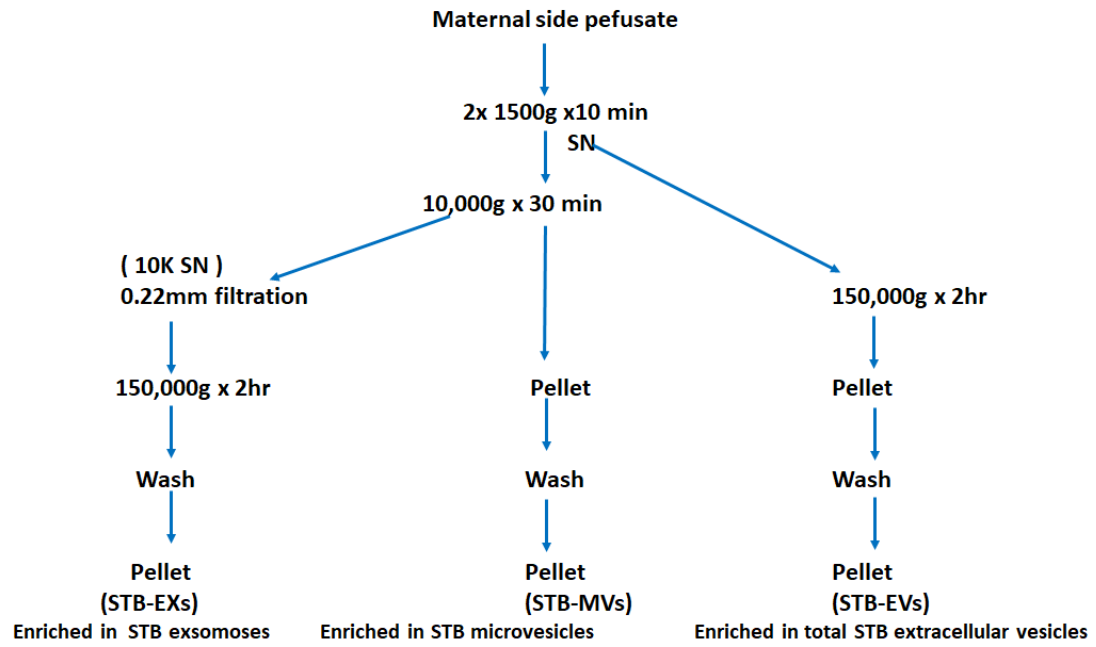 Maternal side pefusate
2x 1500g x10 min
SN
10,000g x 30 min
( 10K SN )
0.22mm filtration
150,000g x 2hr
150,000g x 2hr
Pellet
Pellet
Wash
Wash
Wash
Pellet
(STB-EXs)
Enriched in STB exsomoses
Pellet
(STB-MVs)
Enriched in STB microvesicles
Pellet
(STB-EVs)
Enriched in total STB extracellular vesicles